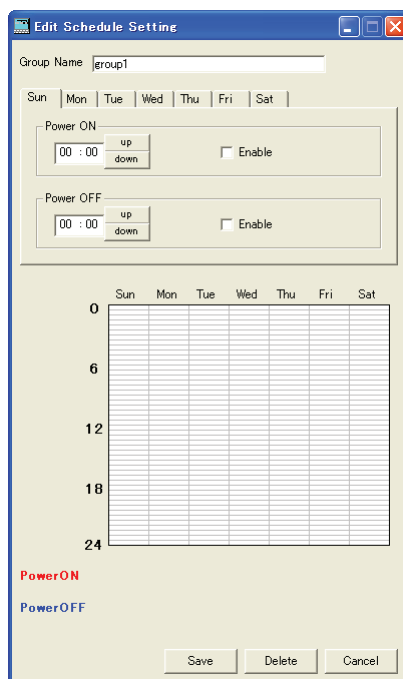 Edit Schedule Setting
Group Name group1
Sun Mon Tue Wed Thu Fri Sat
Power ON
00 : 00 up down Enable
Power OFF
00 : 00 up down Enable
Sun Mon Tue Wed Thu Fri Sat
0
6
12
18
24
PowerON
PowerOFF
Save Delete Cancel